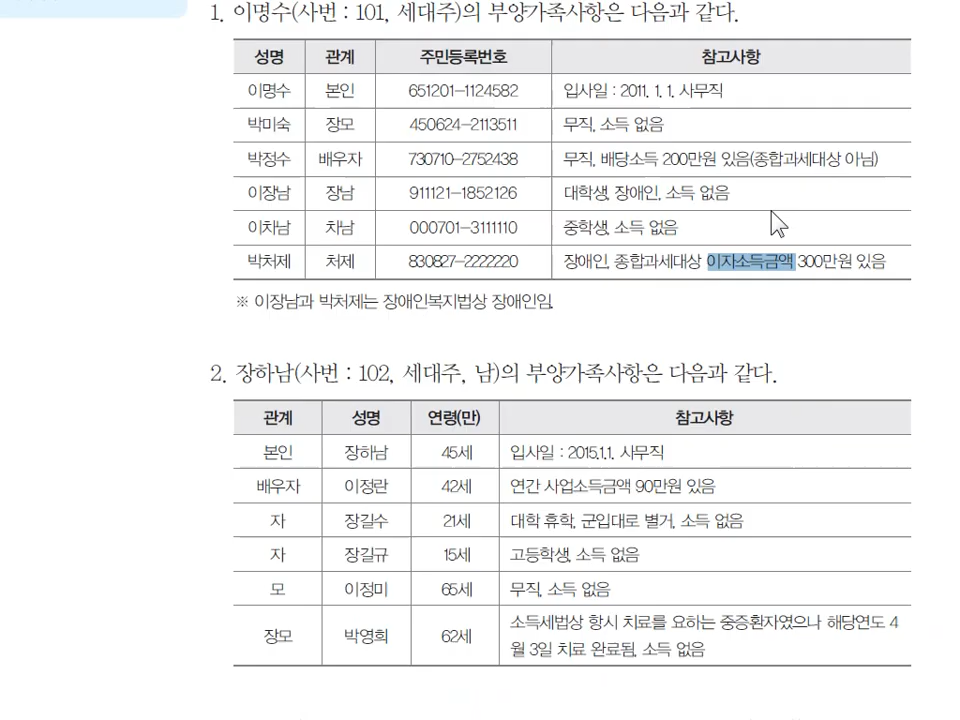 1. 이명수(사번 : 101, 세대주)의 부양가족사항은 다음과 같다.
성명 관계 주민등록번호 참고사항
이명수 본인 651201-1124582 입사일 : 2011. 1. 1. 사무직
박미숙 장모 450624-2113511 무직, 소득 없음
박정수 배우자 730710-2752438 무직, 배당소득 200만원 있음(종합과세대상 아님)
이장남 장남 911121-1852126 대학생, 장애인, 소득 없음
이차남 차남 000701-3111110 중학생, 소득 없음
박처제 처제 830827-2222220 장애인, 종합과세대상 이자소득금액 300만원 있음
※ 이장남과 박처제는 장애인복지법상 장애인임.
2. 장하남(사번 : 102, 세대주, 남)의 부양가족사항은 다음과 같다.
관계 성명 연령(만) 참고사항
본인 장하남 45세 입사일 : 2015.1.1. 사무직
배우자 이정란 42세 연간 사업소득금액 90만원 있음
자 장길수 21세 대학 휴학, 군입대로 별거, 소득 없음
자 장길규 15세 고등학생, 소득 없음
모 이정미 65세 무직, 소득 없음
장모 박영희 62세 소득세법상 항시 치료를 요하는 중증환자였으나 해당연도 4
월 3일 치료 완료됨, 소득 없음